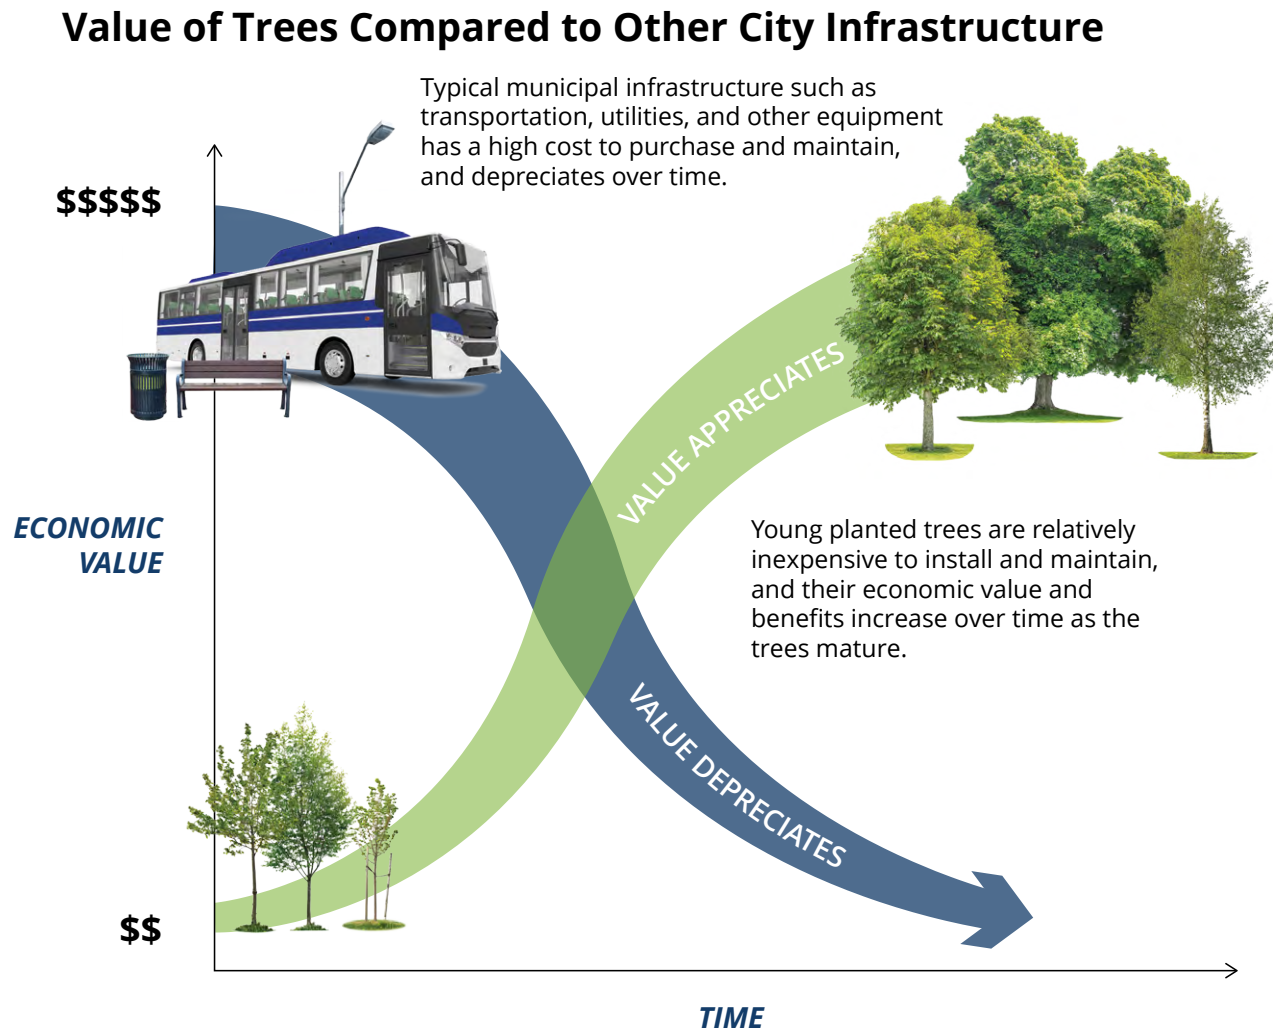 Value of Trees Compared to Other City Infrastructure
Typical municipal infrastructure such as
transportation, utilities, and other equipment
has a high cost to purchase and maintain,
and depreciates over time.
$$$$$
VALUE APPRECIATES
ECONOMIC
VALUE
Young planted trees are relatively
inexpensive to install and maintain,
and their economic value and
benefits increase over time as the
trees mature.
VALUE DEPRECIATES
$$
TIME